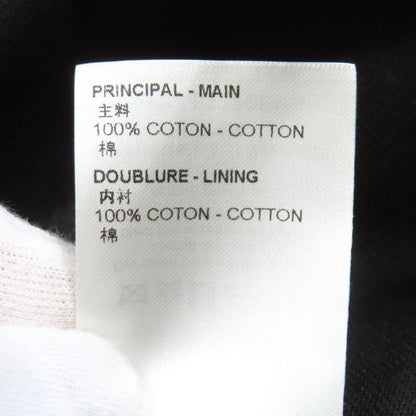 PRINCIPAL - MAIN
主料
100% COTON - COTTON
棉
DOUBLURE - LINING
内衬
100% COTON - COTTON
棉